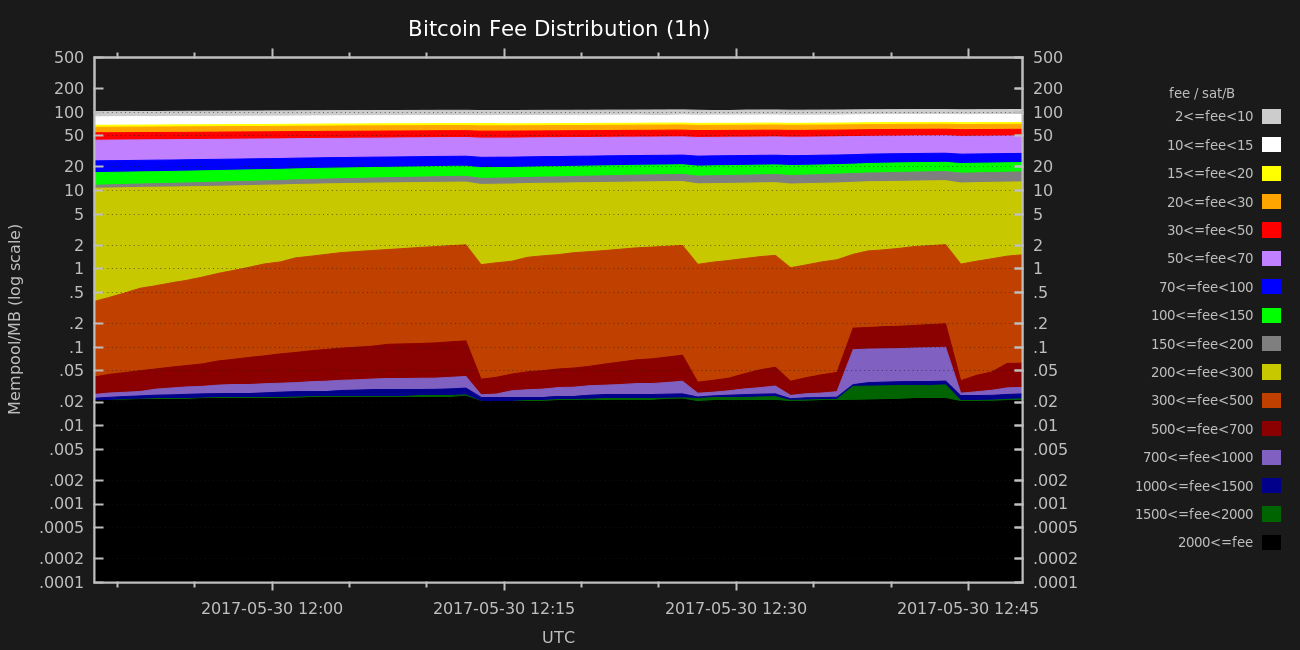 Bitcoin Fee Distribution (1h)
500 500
200 200
100 100
50 50
20 20
10 10
5 5
2 2
1 1
.5 .5
.2 .2
.1 .1
.05 .05
.02 .02
.01 .01
.005 .005
.002 .002
.001 .001
.0005 .0005
.0002 .0002
.0001 .0001
Mempool/MB (log scale)
2017-05-30 12:00 2017-05-30 12:15 2017-05-30 12:30 2017-05-30 12:45
UTC
fee / sat/B
2<=fee<10
10<=fee<15
15<=fee<20
20<=fee<30
30<=fee<50
50<=fee<70
70<=fee<100
100<=fee<150
150<=fee<200
200<=fee<300
300<=fee<500
500<=fee<700
700<=fee<1000
1000<=fee<1500
1500<=fee<2000
2000<=fee